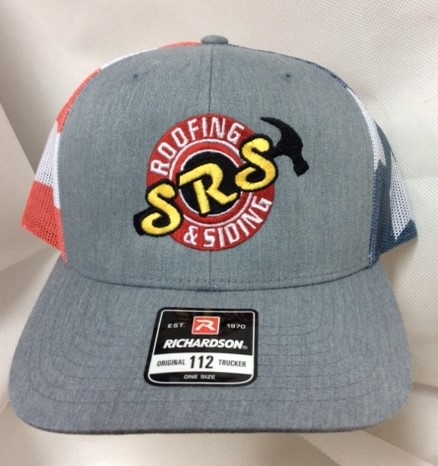 ROOFING
SRS
& SIDING
EST. R 1970
RICHARDSON®
ORIGINAL 112 TRUCKER
ONE SIZE